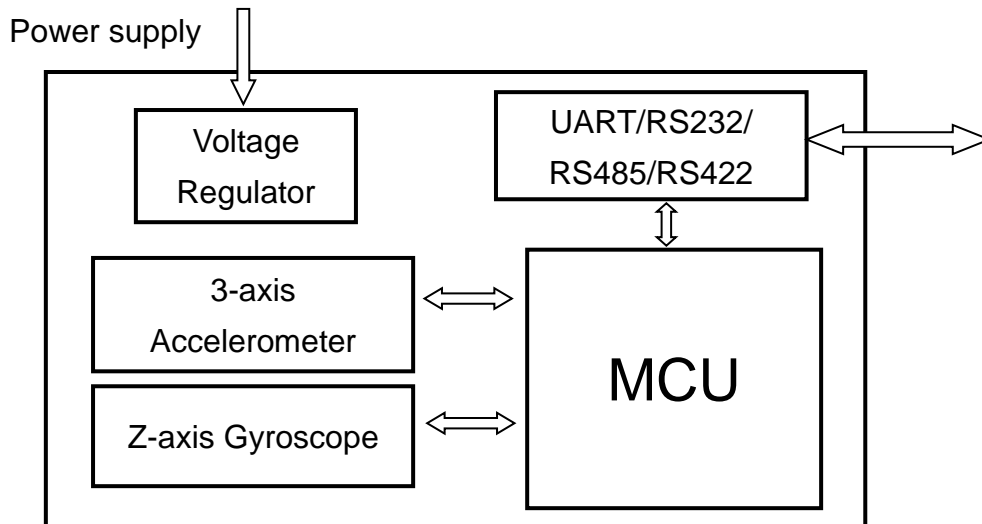 Power supply
Voltage
Regulator
UART/RS232/
RS485/RS422
3-axis
Accelerometer
MCU
Z-axis Gyroscope